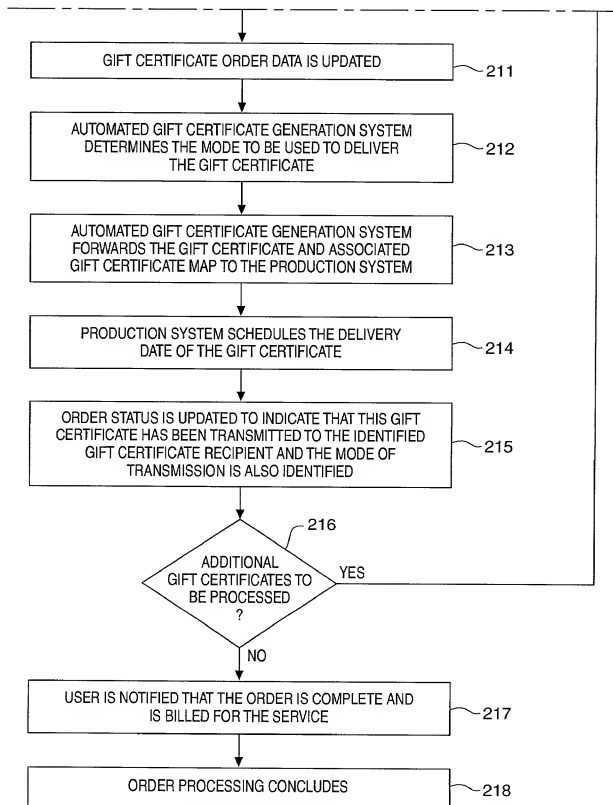 GIFT CERTIFICATE ORDER DATA IS UPDATED
211
AUTOMATED GIFT CERTIFICATE GENERATION SYSTEM
DETERMINES THE MODE TO BE USED TO DELIVER
THE GIFT CERTIFICATE
212
AUTOMATED GIFT CERTIFICATE GENERATION SYSTEM
FORWARDS THE GIFT CERTIFICATE AND ASSOCIATED
GIFT CERTIFICATE MAP TO THE PRODUCTION SYSTEM
213
PRODUCTION SYSTEM SCHEDULES THE DELIVERY
DATE OF THE GIFT CERTIFICATE
214
ORDER STATUS IS UPDATED TO INDICATE THAT THIS GIFT
CERTIFICATE HAS BEEN TRANSMITTED TO THE IDENTIFIED
GIFT CERTIFICATE RECIPIENT AND THE MODE OF
TRANSMISSION IS ALSO IDENTIFIED
215
216
ADDITIONAL
GIFT CERTIFICATES TO
BE PROCESSED
?
YES
NO
USER IS NOTIFIED THAT THE ORDER IS COMPLETE AND
IS BILLED FOR THE SERVICE
217
ORDER PROCESSING CONCLUDES
218